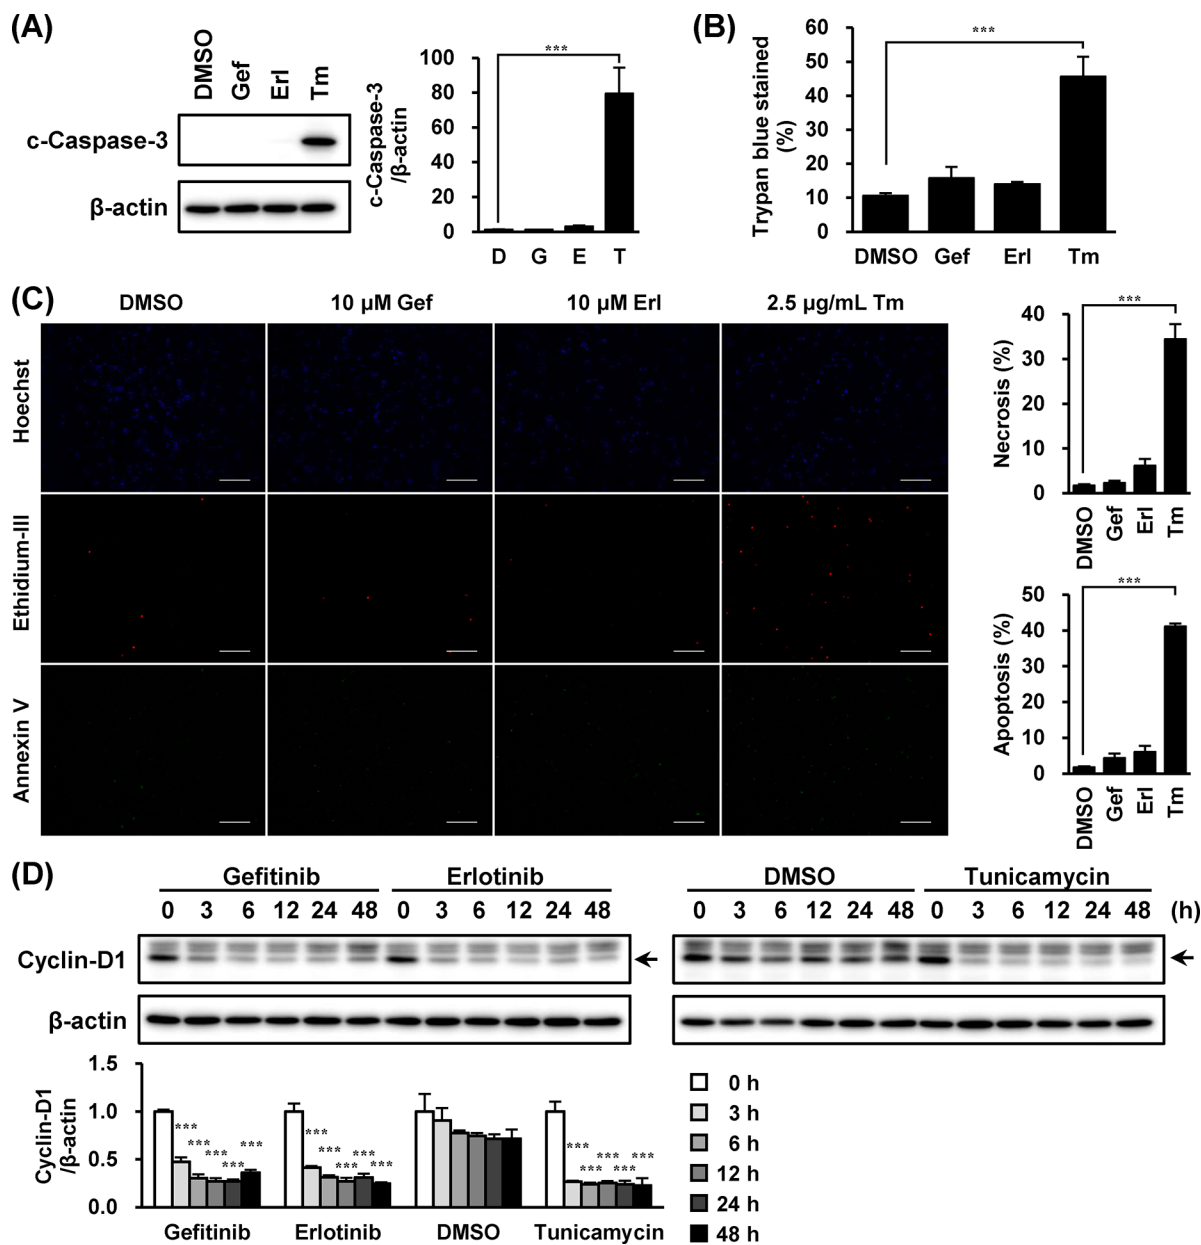 (A)
DMSO
Gef
Erl
Tm
c-Caspase-3
β-actin
c-Caspase-3
/β-actin
100
80
60
40
20
0
***
D G E T
(B)
Trypan blue stained
(%)
60
50
40
30
20
10
0
***
DMSO Gef Erl Tm
(C)
DMSO 10 µM Gef 10 µM Erl 2.5 µg/mL Tm
Hoechst
Ethidium-III
Annexin V
Necrosis (%)
40
30
20
10
0
***
DMSO
Gef
Erl
Tm
Apoptosis (%)
50
40
30
20
10
0
***
DMSO
Gef
Erl
Tm
(D)
Gefitinib Erlotinib DMSO Tunicamycin
0 3 6 12 24 48 0 3 6 12 24 48 0 3 6 12 24 48 0 3 6 12 24 48 (h)
Cyclin-D1
β-actin
Cyclin-D1
/β-actin
1.5
1.0
0.5
0.0
*** *** *** *** ***
*** *** *** *** ***
*** *** *** *** ***
Gefitinib Erlotinib DMSO Tunicamycin
0 h
3 h
6 h
12 h
24 h
48 h